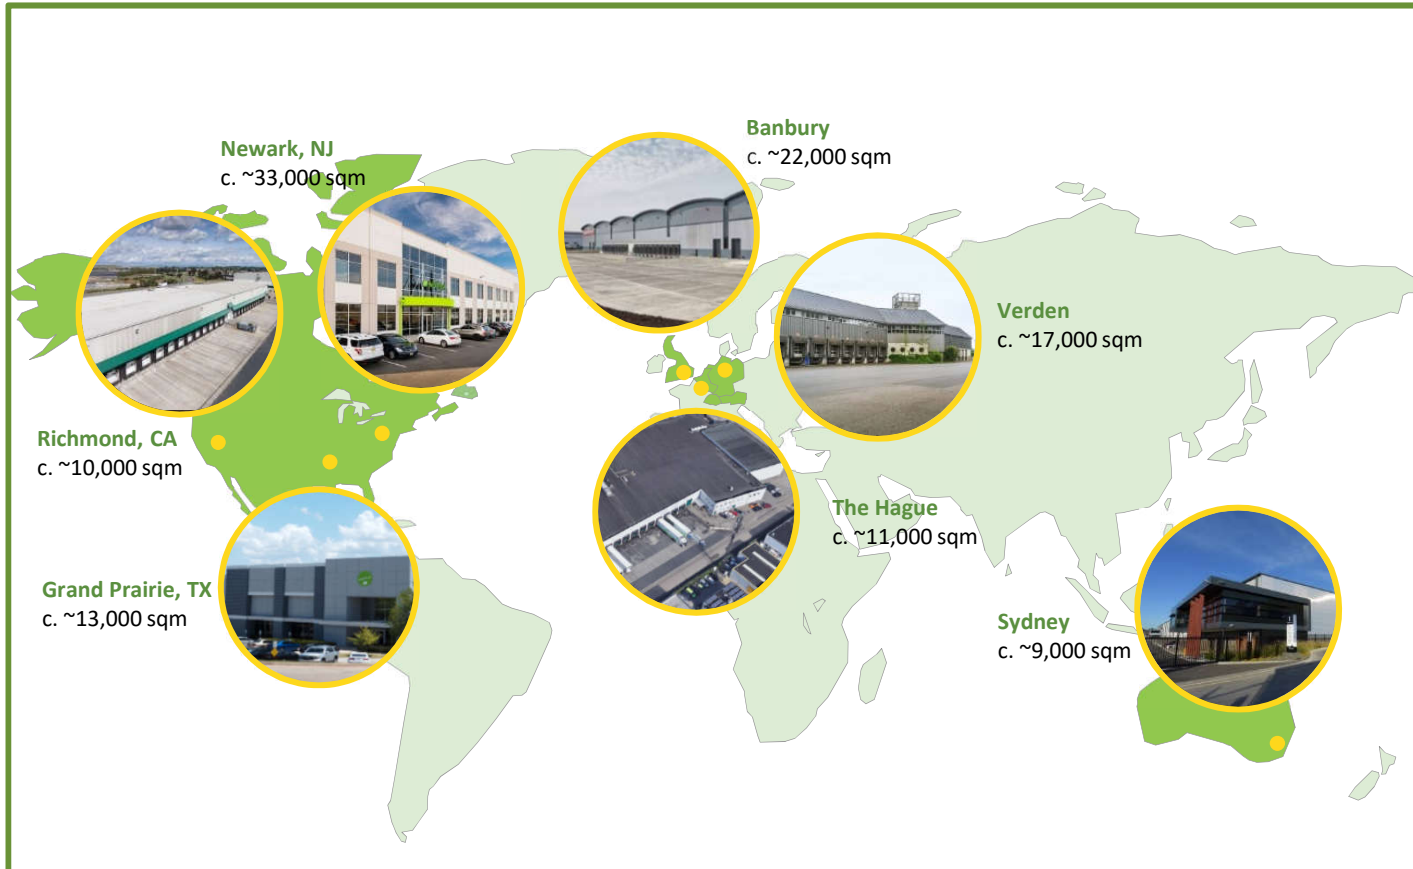 Newark, NJ
c. ~33,000 sqm
Banbury
c. ~22,000 sqm
Verden
c. ~17,000 sqm
Richmond, CA
c. ~10,000 sqm
The Hague
c. ~11,000 sqm
Grand Prairie, TX
c. ~13,000 sqm
Sydney
c. ~9,000 sqm